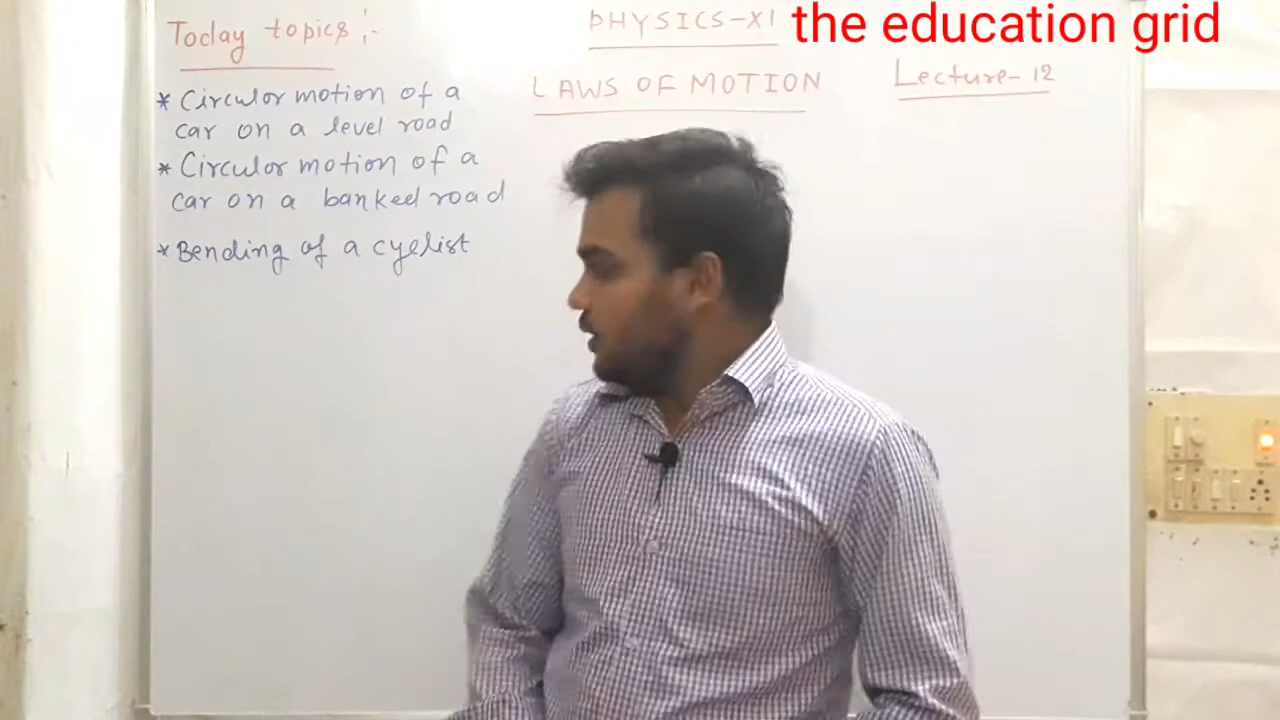 Today topics :-
* Circular motion of a
car on a level road
* Circular motion of a
car on a banked road
* Bending of a cyclist
PHYSICS-XI
the education grid
LAWS OF MOTION
Lecture-12